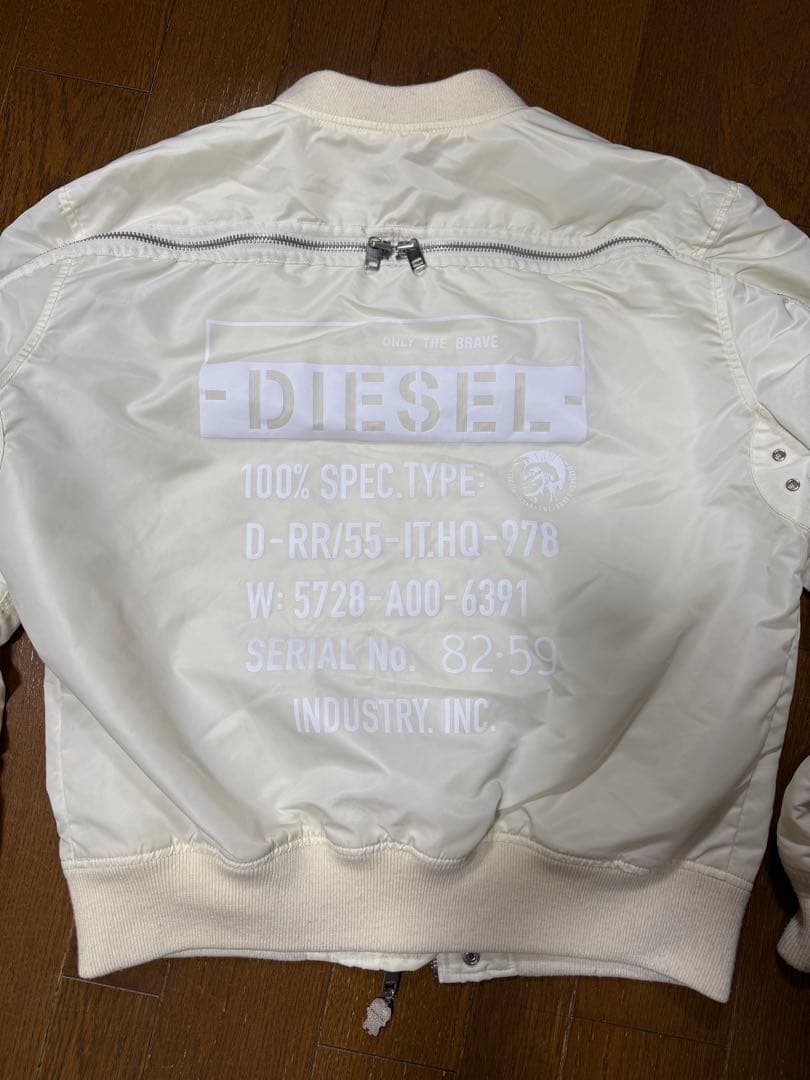 ONLY THE BRAVE
-DIESEL-
100% SPEC.TYPE:
D-RR/55-IT.HQ-978
W: 5728-A00-6391
SERIAL No. 82·59
INDUSTRY, INC.